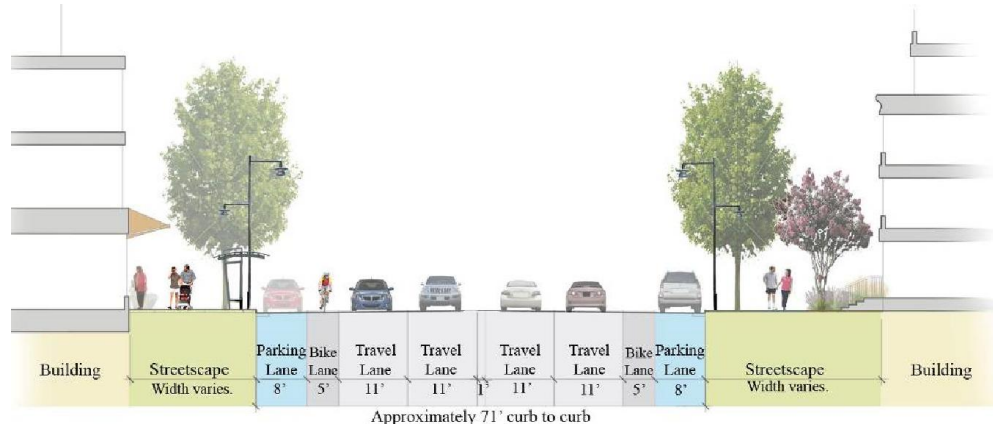 Building
Streetscape
Width varies.
Parking
Lane
8'
Bike
Lane
5'
Travel
Lane
11'
Travel
Lane
11'
1'
Travel
Lane
11'
Travel
Lane
11'
Bike
Lane
5'
Parking
Lane
8'
Streetscape
Width varies.
Building
Approximately 71' curb to curb